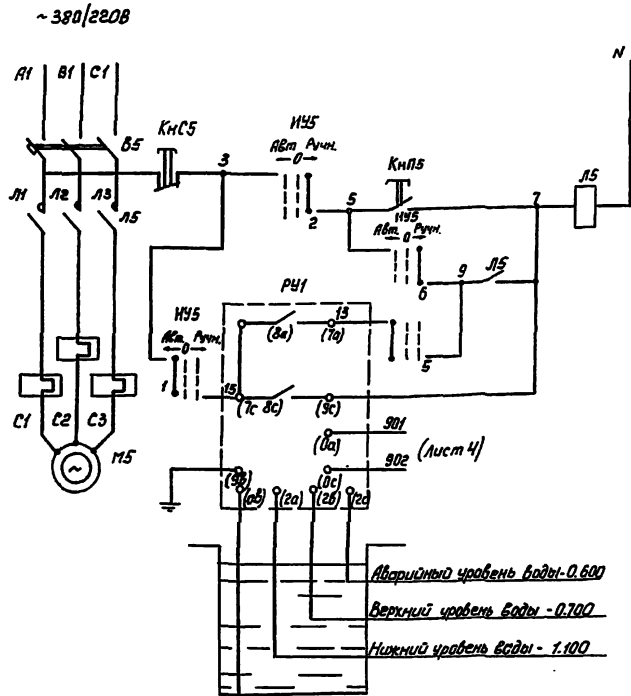 ~380/220В
N
А1 В1 С1
В5
КнС5
3
ИУ5
Авт 0 Ручн.
2
КнП5
5
7
Л5
Л1 Л2 Л3 Л5
ИУ5
Авт. 0 Ручн.
6
9
Л5
РУ1
13
(8а) (7а)
5
ИУ5
Авт. 0 Ручн.
1
15
(7с 8с) (9с)
С1 С2 С3
М5
~
(0а) 901
(Лист 4)
(0с) 902
(9в)
(0в) (2а) (2в) (2с)
Аварийный уровень воды-0.600
Верхний уровень воды -0.700
Нижний уровень воды - 1.100